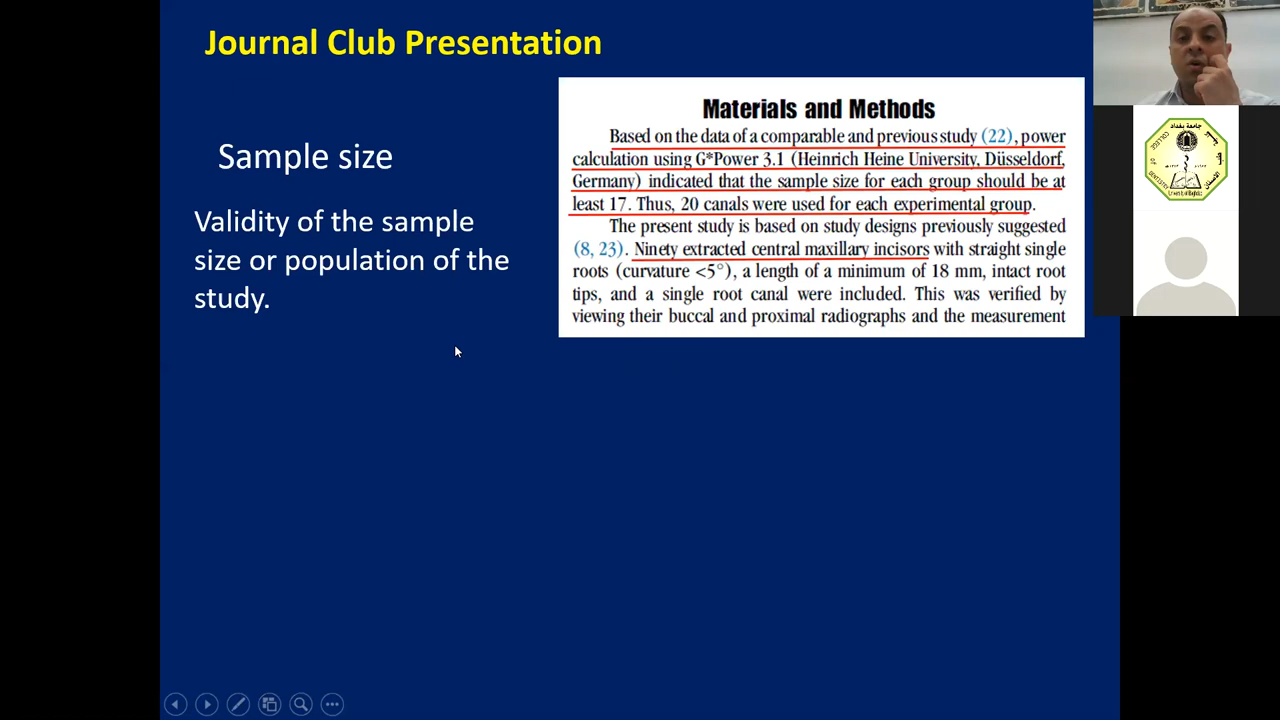 Journal Club Presentation
Sample size
Validity of the sample
size or population of the
study.
Materials and Methods
Based on the data of a comparable and previous study (22), power
calculation using G*Power 3.1 (Heinrich Heine University, Düsseldorf,
Germany) indicated that the sample size for each group should be at
least 17. Thus, 20 canals were used for each experimental group.
The present study is based on study designs previously suggested
(8, 23). Ninety extracted central maxillary incisors with straight single
roots (curvature <5°), a length of a minimum of 18 mm, intact root
tips, and a single root canal were included. This was verified by
viewing their buccal and proximal radiographs and the measurement
جامعة بغداد